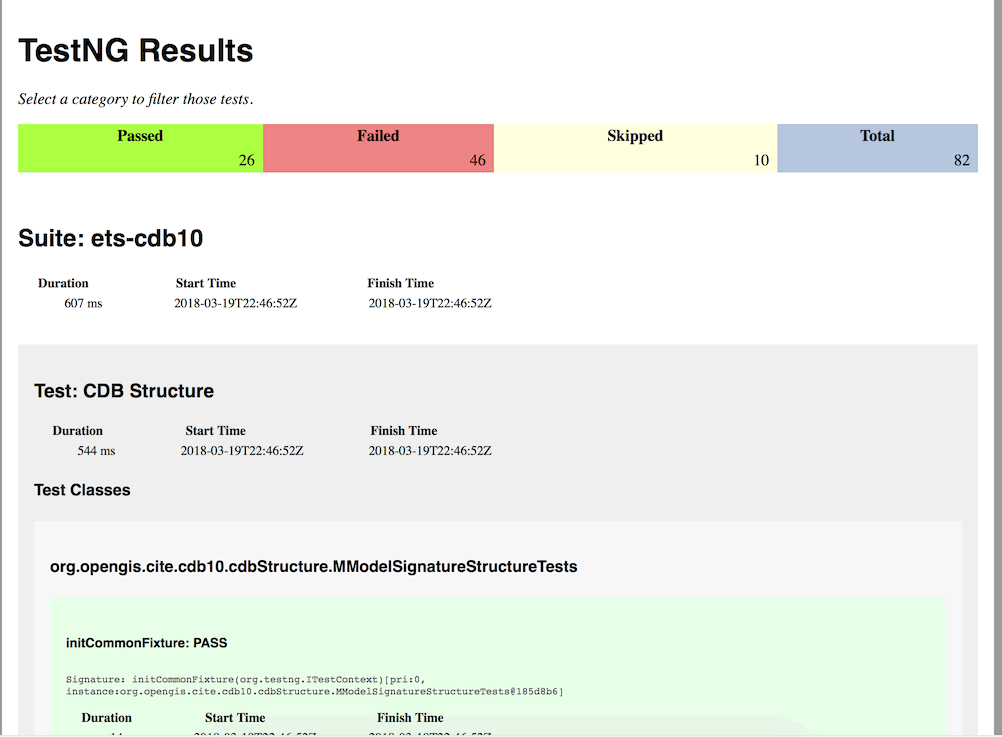 TestNG Results
Select a category to filter those tests.
Passed Failed Skipped Total
26 46 10 82
Suite: ets-cdb10
Duration Start Time Finish Time
607 ms 2018-03-19T22:46:52Z 2018-03-19T22:46:52Z
Test: CDB Structure
Duration Start Time Finish Time
544 ms 2018-03-19T22:46:52Z 2018-03-19T22:46:52Z
Test Classes
org.opengis.cite.cdb10.cdbStructure.MModelSignatureStructureTests
initCommonFixture: PASS
Signature: initCommonFixture(org.testng.ITestContext)[pri:0,
instance:org.opengis.cite.cdb10.cdbStructure.MModelSignatureStructureTests@185d8b6]
Duration Start Time Finish Time